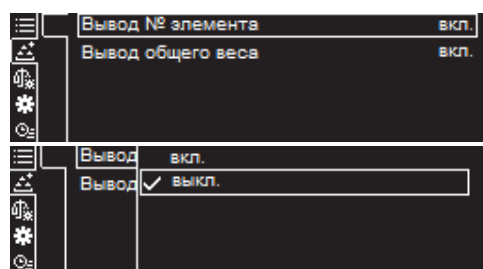 Вывод № элемента вкл.
Вывод общего веса вкл.
Вывод вкл.
Вывод выкл.